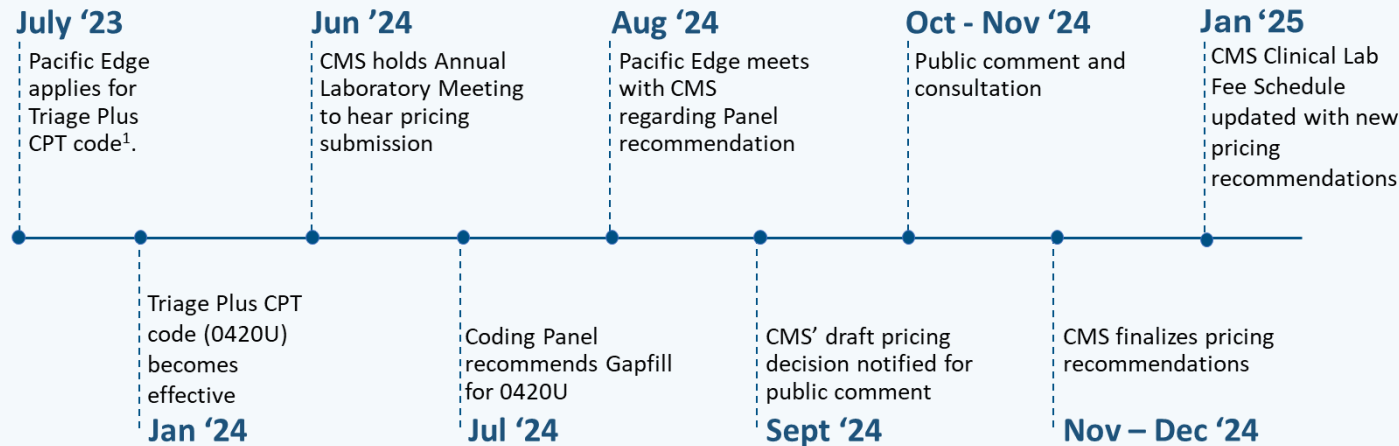 July ‘23
Pacific Edge
applies for
Triage Plus
CPT code¹.
Jun ’24
CMS holds Annual
Laboratory Meeting
to hear pricing
submission
Aug ‘24
Pacific Edge meets
with CMS
regarding Panel
recommendation
Oct - Nov ‘24
Public comment and
consultation
Jan ‘25
CMS Clinical Lab
Fee Schedule
updated with new
pricing
recommendations
Triage Plus CPT
code (0420U)
becomes
effective
Jan ‘24
Coding Panel
recommends Gapfill
for 0420U
Jul ‘24
CMS’ draft pricing
decision notified for
public comment
Sept ‘24
CMS finalizes pricing
recommendations
Nov – Dec ‘24